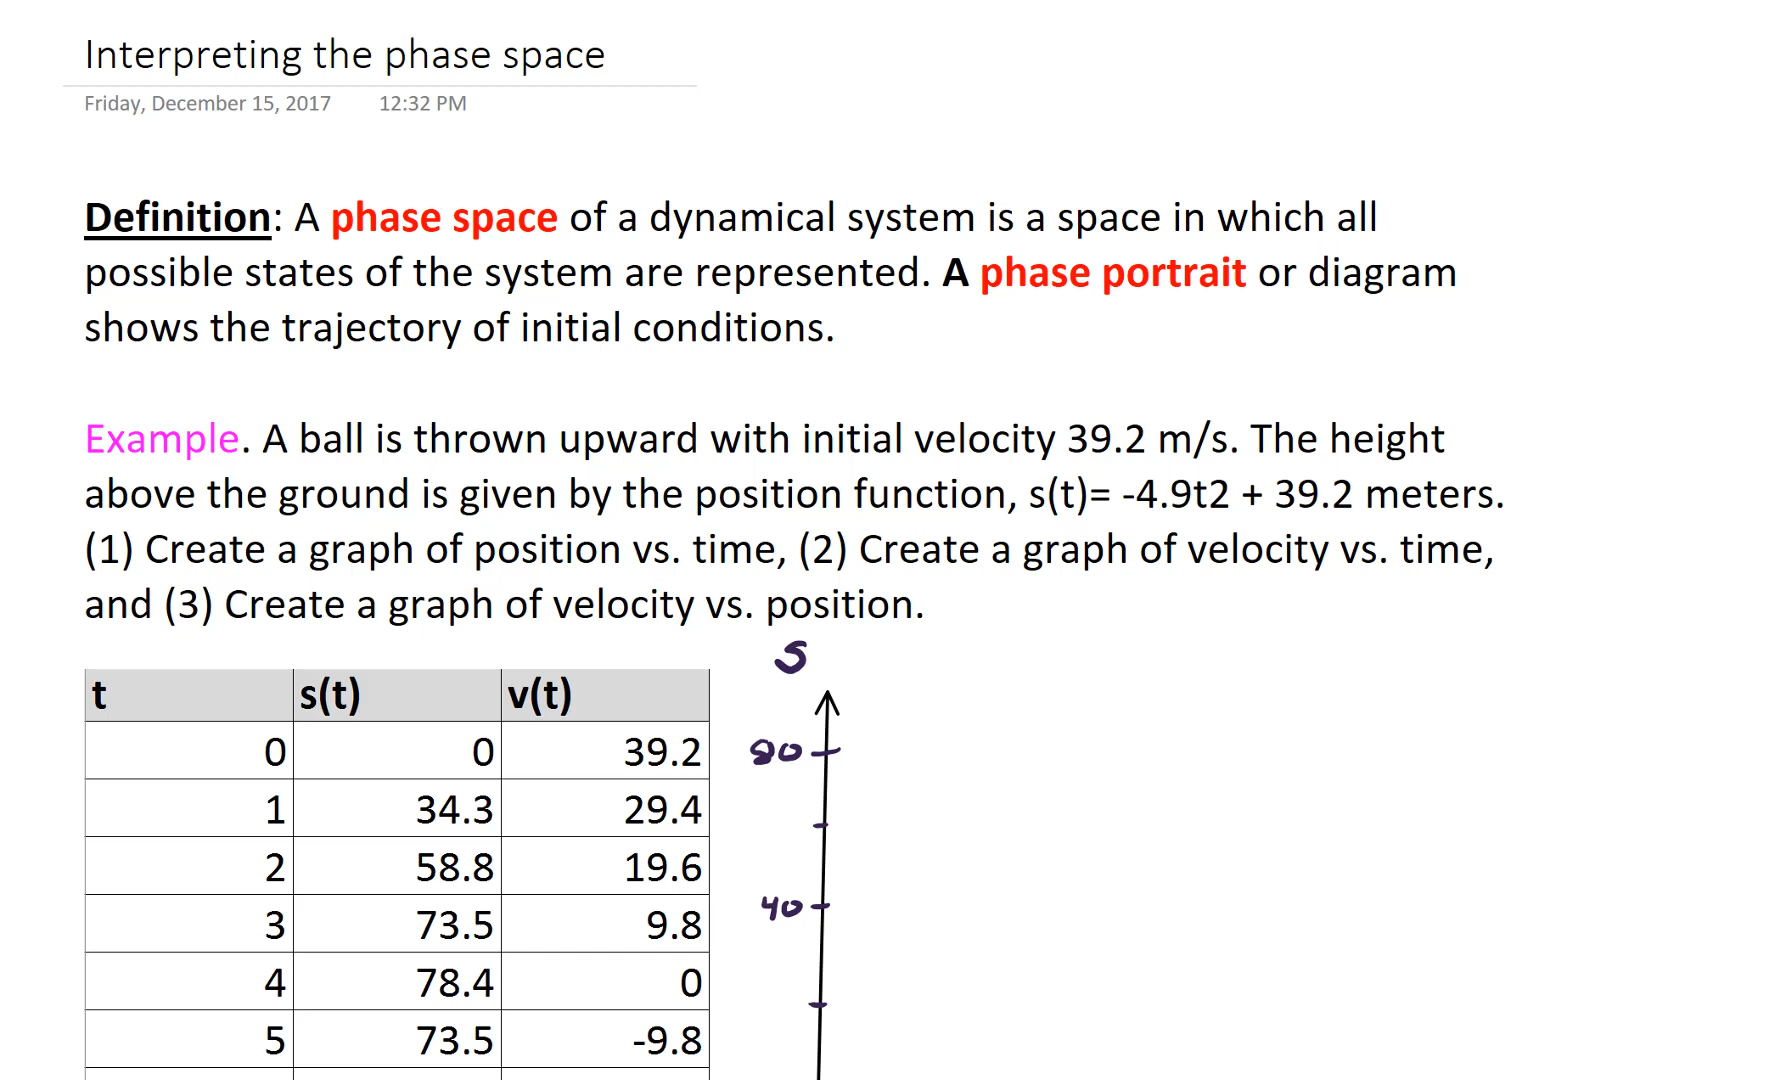 Interpreting the phase space
Friday, December 15, 2017 12:32 PM
Definition: A phase space of a dynamical system is a space in which all
possible states of the system are represented. A phase portrait or diagram
shows the trajectory of initial conditions.
Example. A ball is thrown upward with initial velocity 39.2 m/s. The height
above the ground is given by the position function, s(t)= -4.9t2 + 39.2 meters.
(1) Create a graph of position vs. time, (2) Create a graph of velocity vs. time,
and (3) Create a graph of velocity vs. position.
S
t s(t) v(t)
0 0 39.2
80
1 34.3 29.4
2 58.8 19.6
40
3 73.5 9.8
4 78.4 0
5 73.5 -9.8